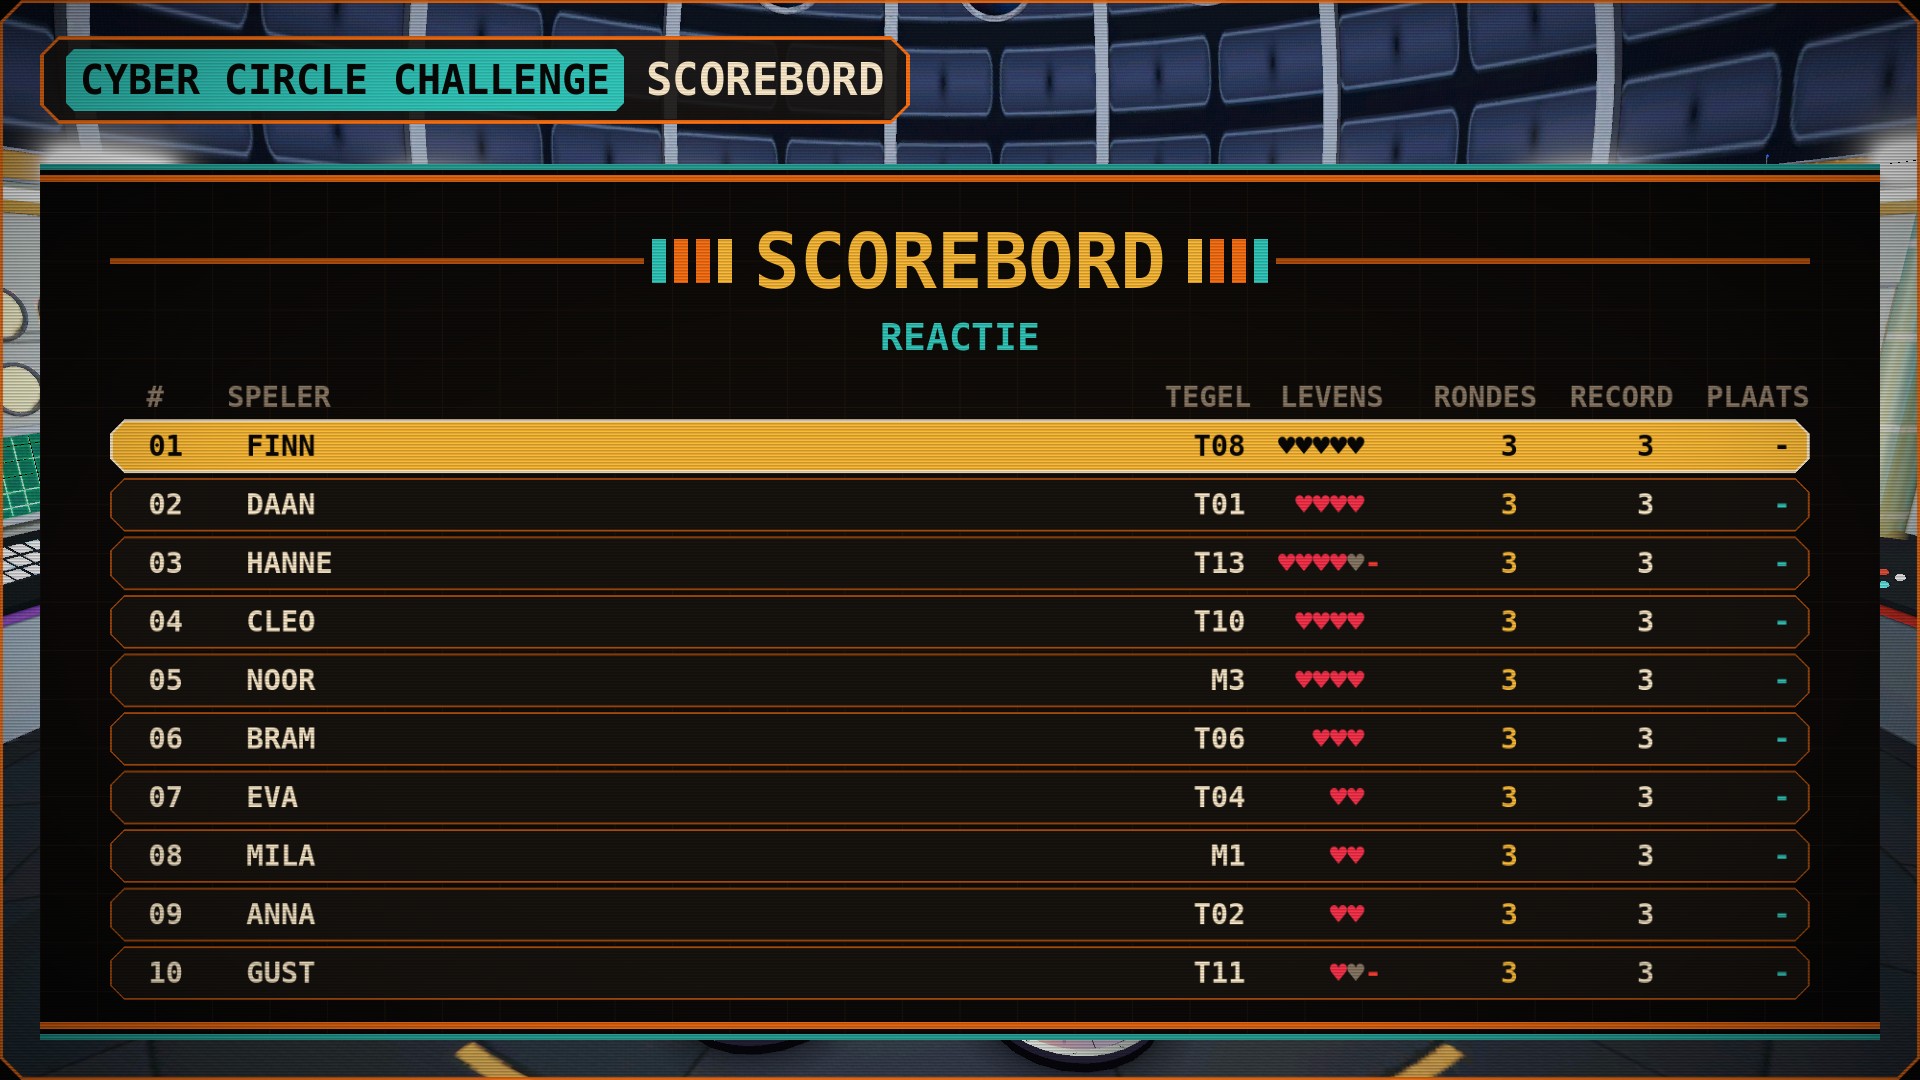 CYBER CIRCLE CHALLENGE SCOREBORD
SCOREBORD
REACTIE
# SPELER TEGEL LEVENS RONDES RECORD PLAATS
01 FINN T08 ♥♥♥♥♥ 3 3 -
02 DAAN T01 ♥♥♥♥ 3 3 -
03 HANNE T13 ♥♥♥♥♥- 3 3 -
04 CLEO T10 ♥♥♥♥ 3 3 -
05 NOOR M3 ♥♥♥♥ 3 3 -
06 BRAM T06 ♥♥♥ 3 3 -
07 EVA T04 ♥♥ 3 3 -
08 MILA M1 ♥♥ 3 3 -
09 ANNA T02 ♥♥ 3 3 -
10 GUST T11 ♥♥- 3 3 -